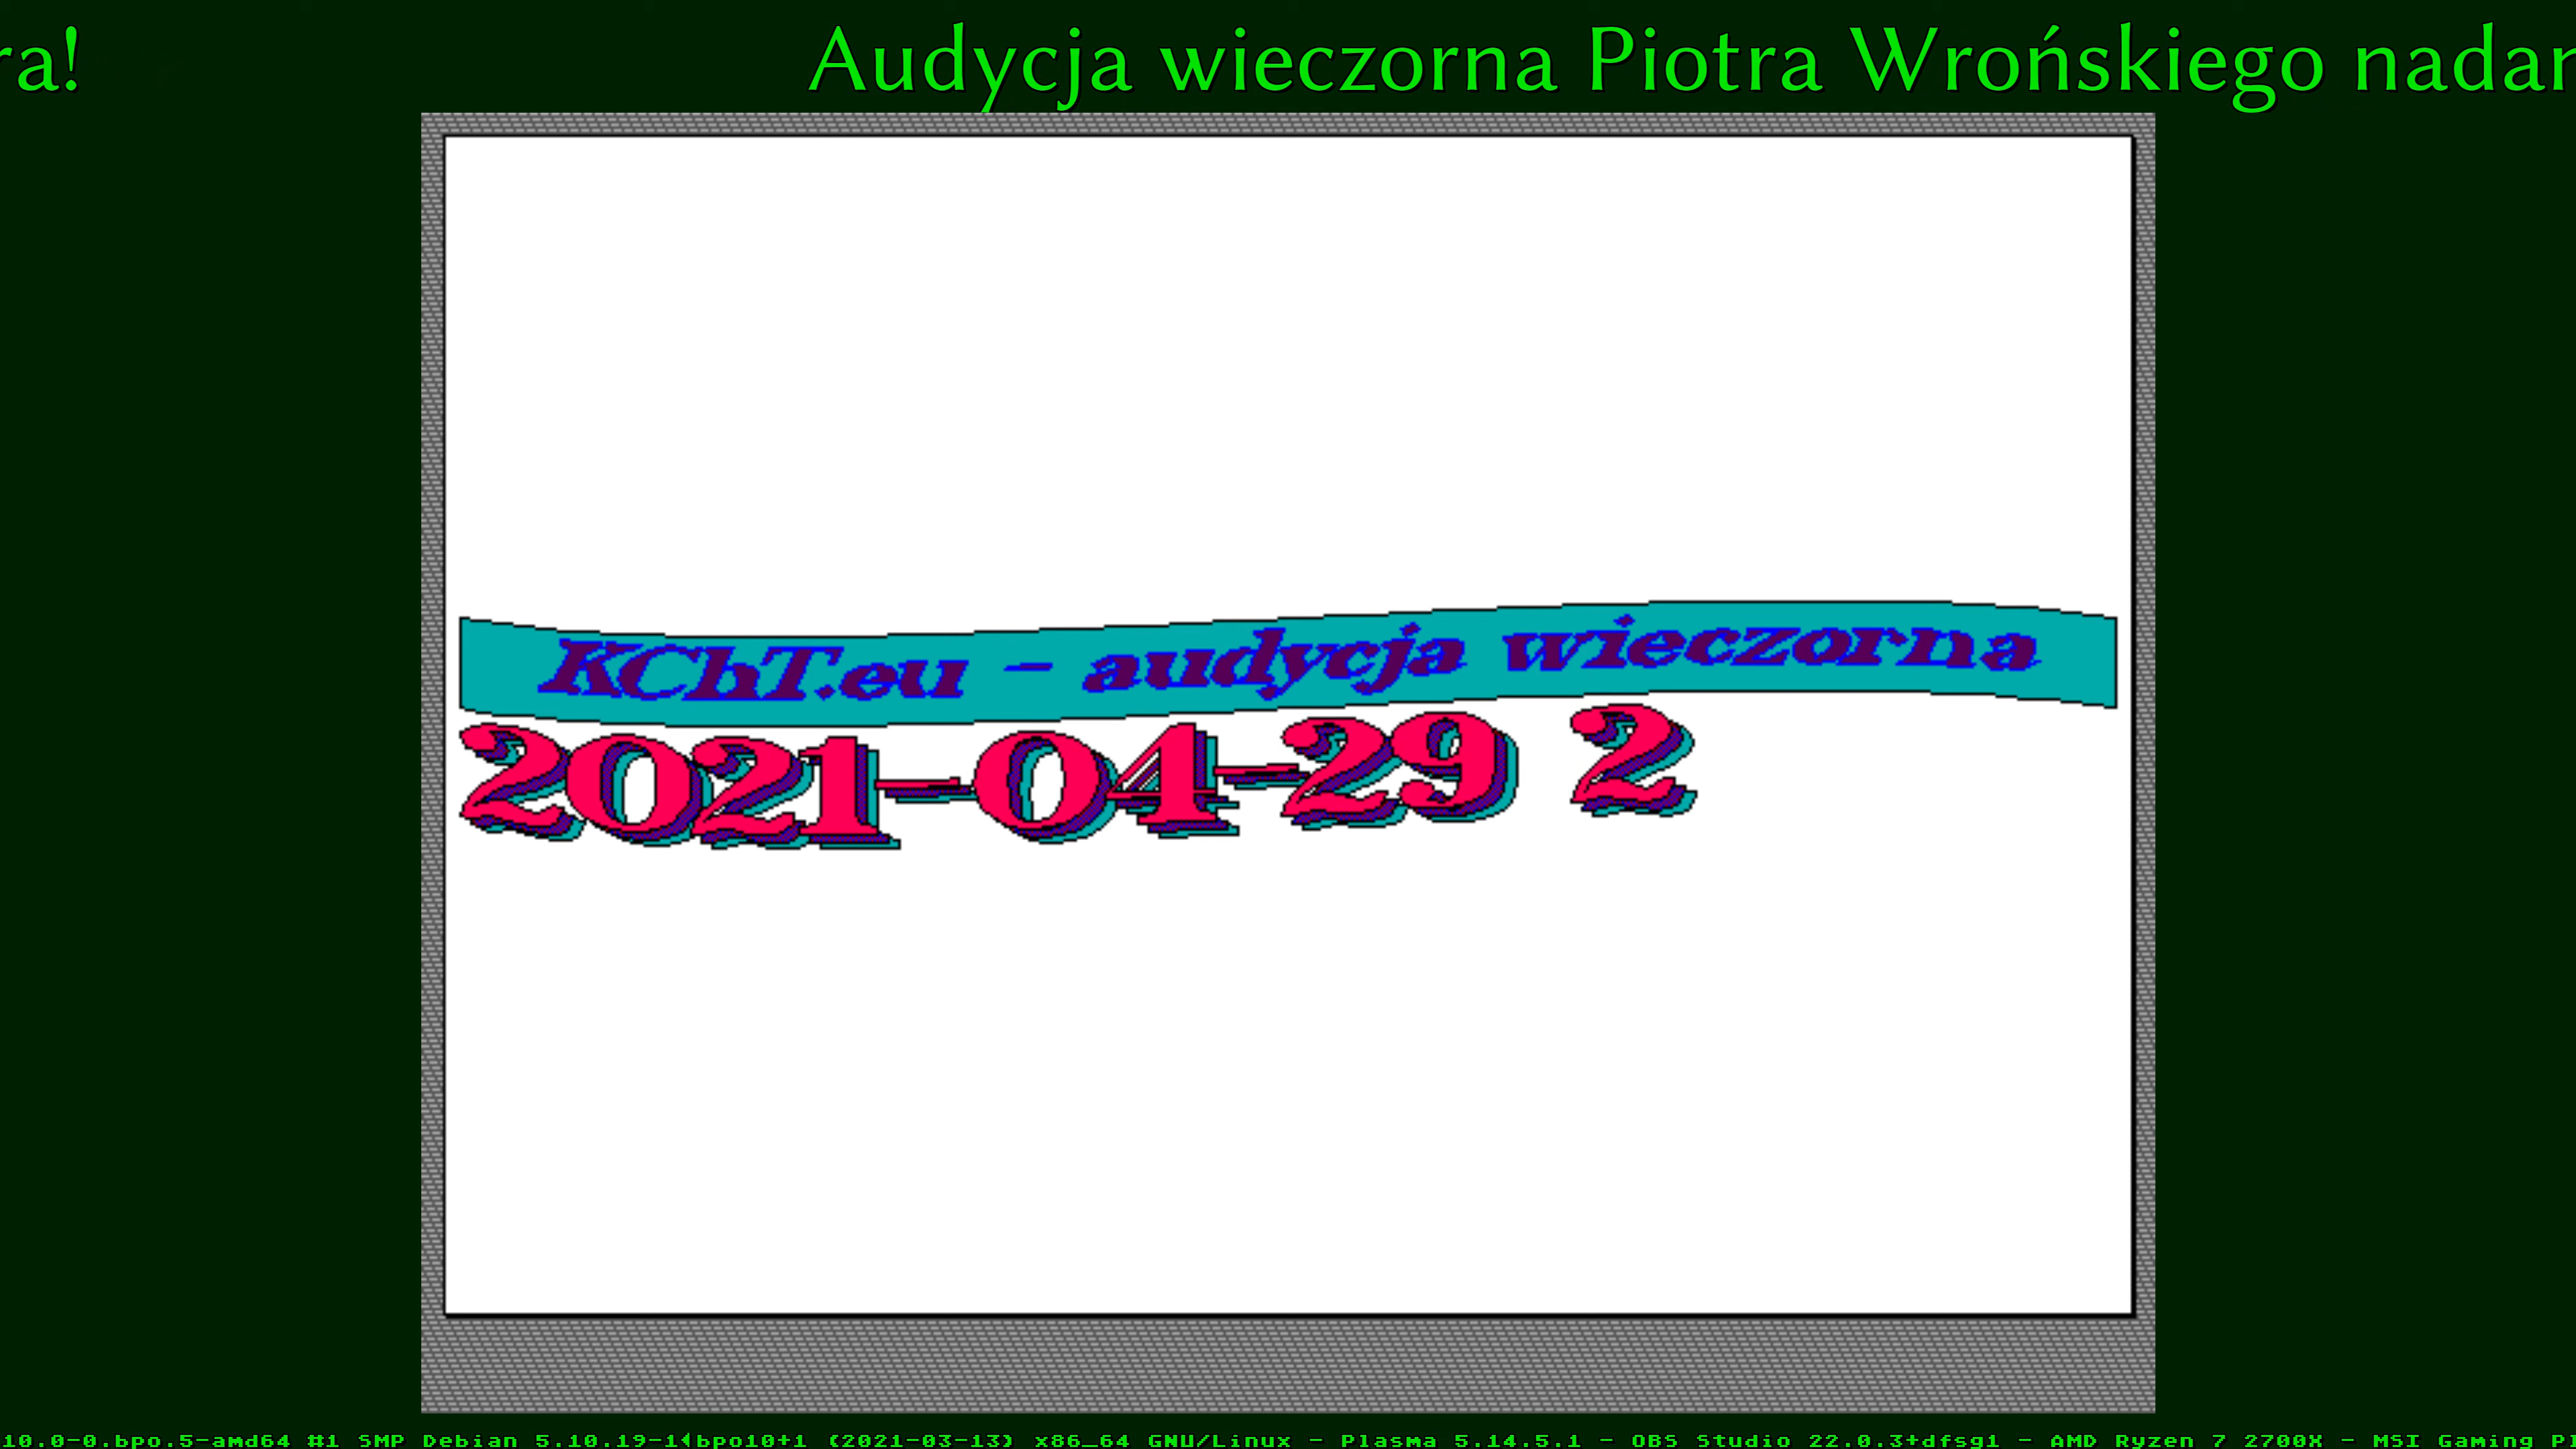 ra! Audycja wieczorna Piotra Wrońskiego nadan
KChT.eu - audycja wieczorna
2021-04-29 2
10.0-0.bpo.5-amd64 #1 SMP Debian 5.10.19-1~bpo10+1 (2021-03-13) x86_64 GNU/Linux - Plasma 5.14.5.1 - OBS Studio 22.0.3+dfsg1 - AMD Ryzen 7 2700X - MSI Gaming P